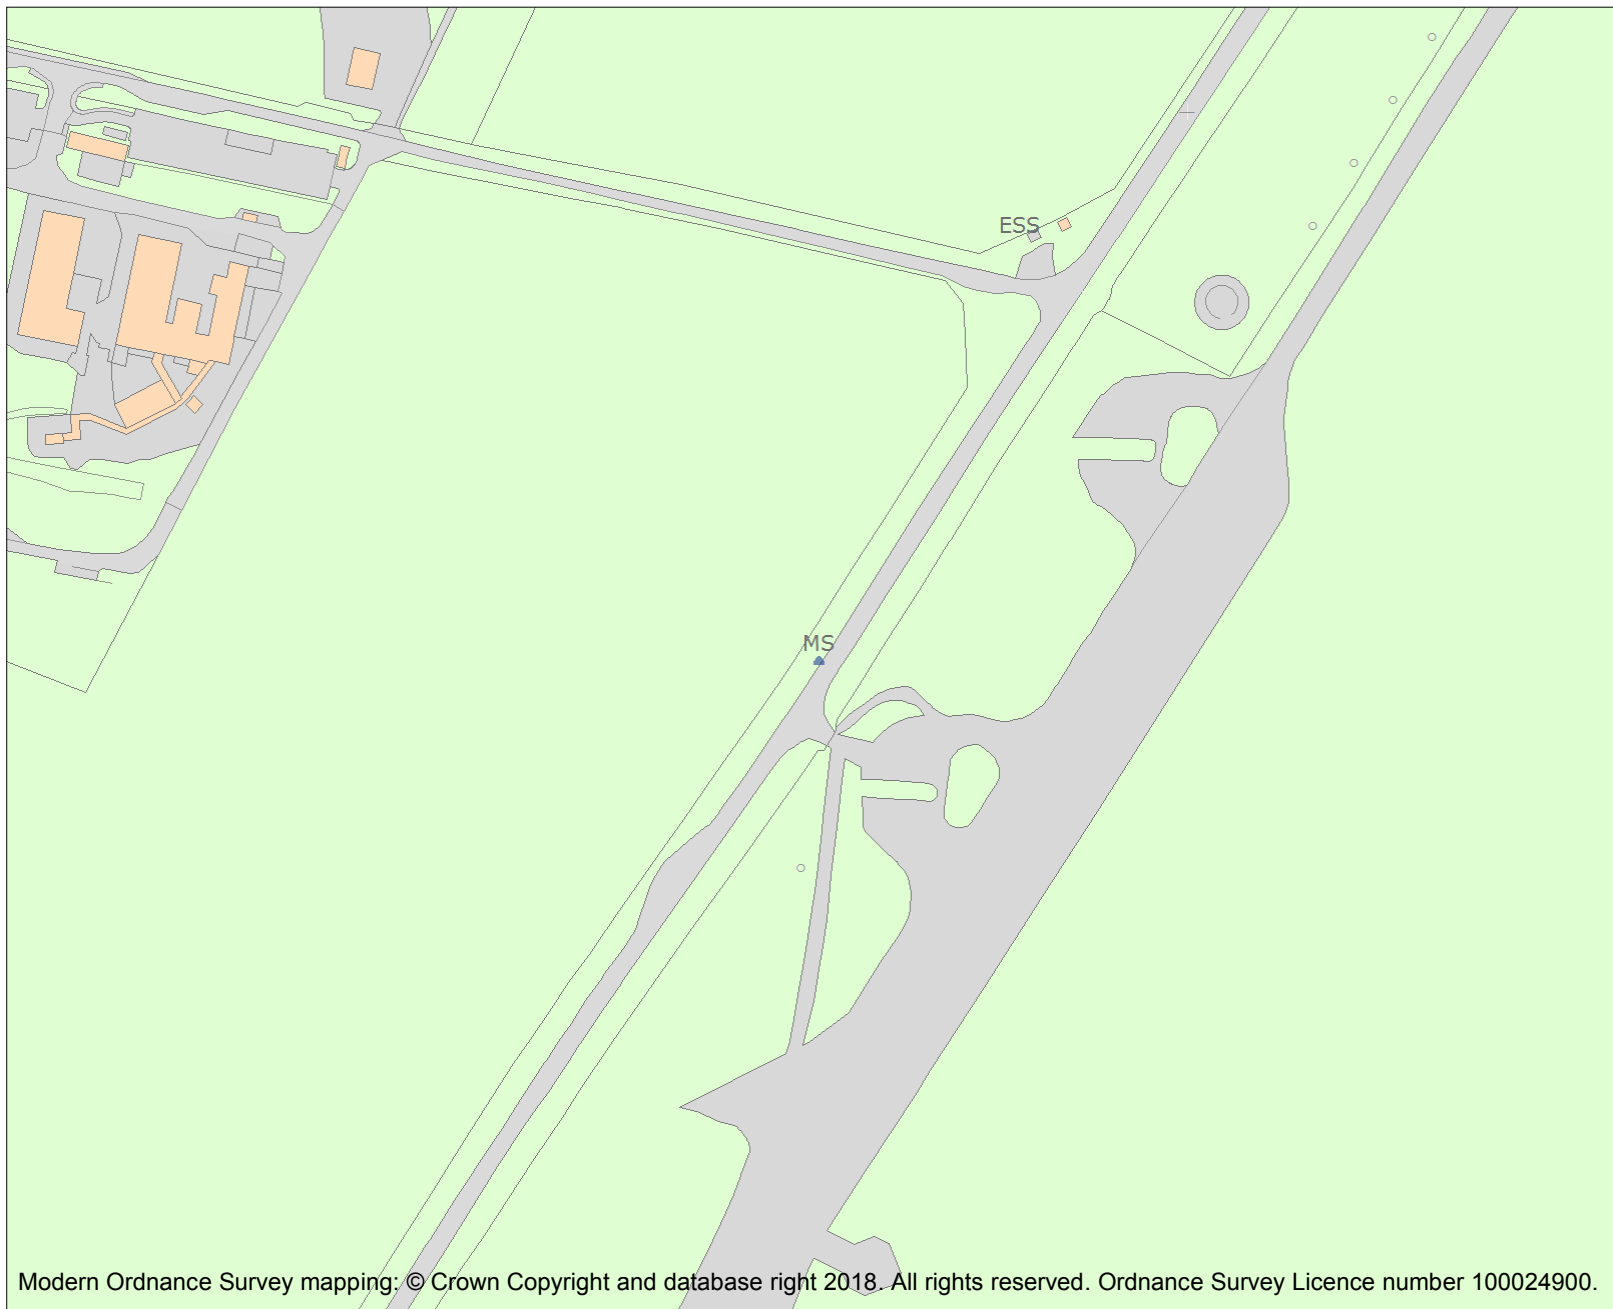 ESS
MS
Modern Ordnance Survey mapping: © Crown Copyright and database right 2018. All rights reserved. Ordnance Survey Licence number 100024900.